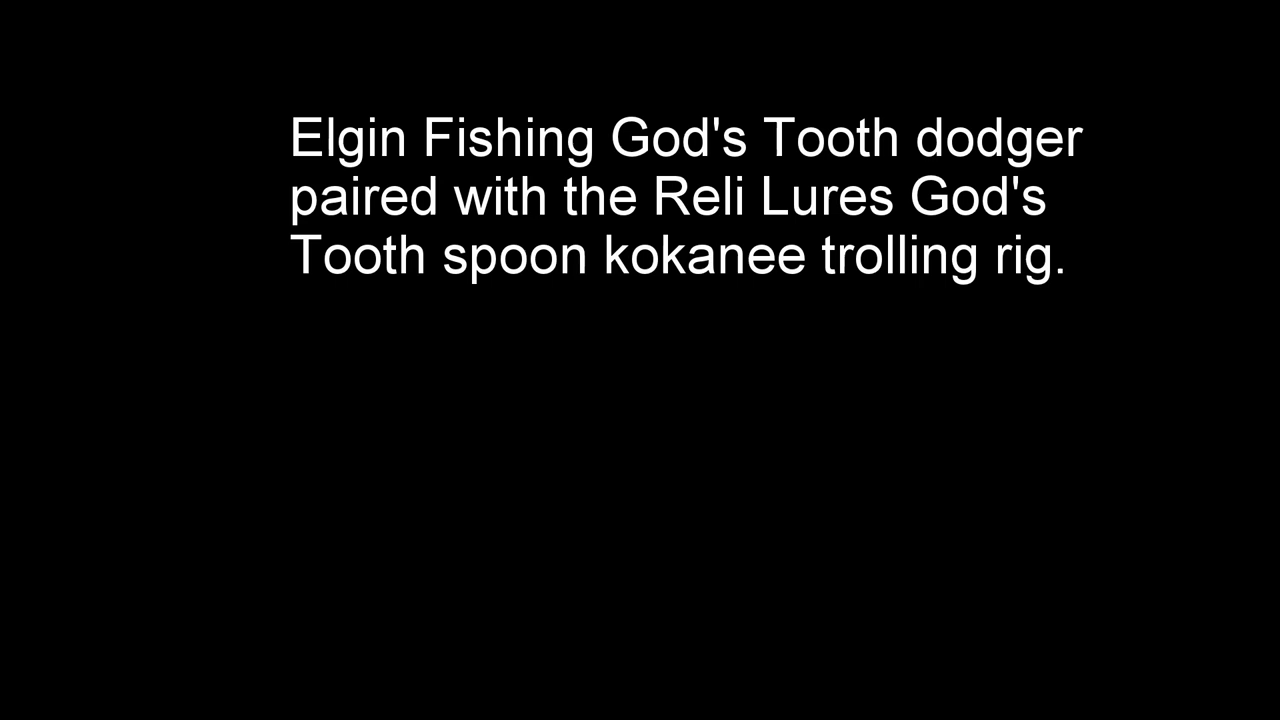 Elgin Fishing God's Tooth dodger
paired with the Reli Lures God's
Tooth spoon kokanee trolling rig.